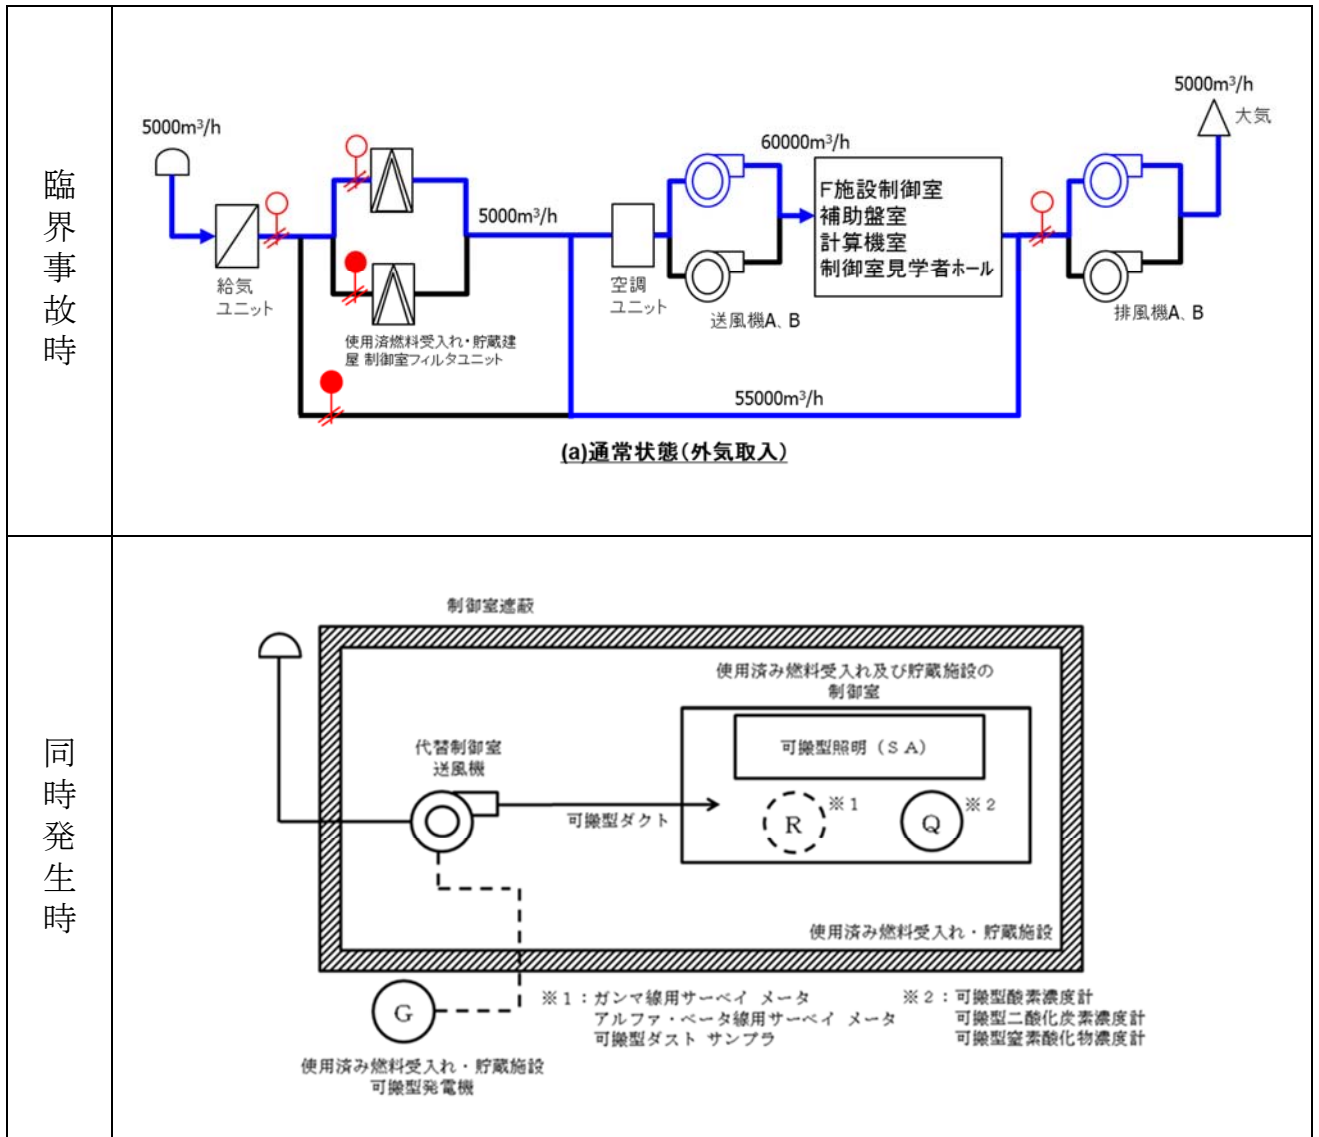 臨界事故時
5000m³/h
給気
ユニット
5000m³/h
使用済燃料受入れ・貯蔵建
屋 制御室フィルタユニット
空調
ユニット
60000m³/h
送風機A、B
F施設制御室
補助盤室
計算機室
制御室見学者ホール
55000m³/h
5000m³/h
大気
排風機A、B
(a)通常状態(外気取入)
同時発生時
制御室遮蔽
使用済み燃料受入れ及び貯蔵施設の
制御室
代替制御室
送風機
可搬型照明(SA)
可搬型ダクト
R
※1
Q
※2
使用済み燃料受入れ・貯蔵施設
G
使用済み燃料受入れ・貯蔵施設
可搬型発電機
※1:ガンマ線用サーベイ メータ
アルファ・ベータ線用サーベイ メータ
可搬型ダスト サンプラ
※2:可搬型酸素濃度計
可搬型二酸化炭素濃度計
可搬型窒素酸化物濃度計